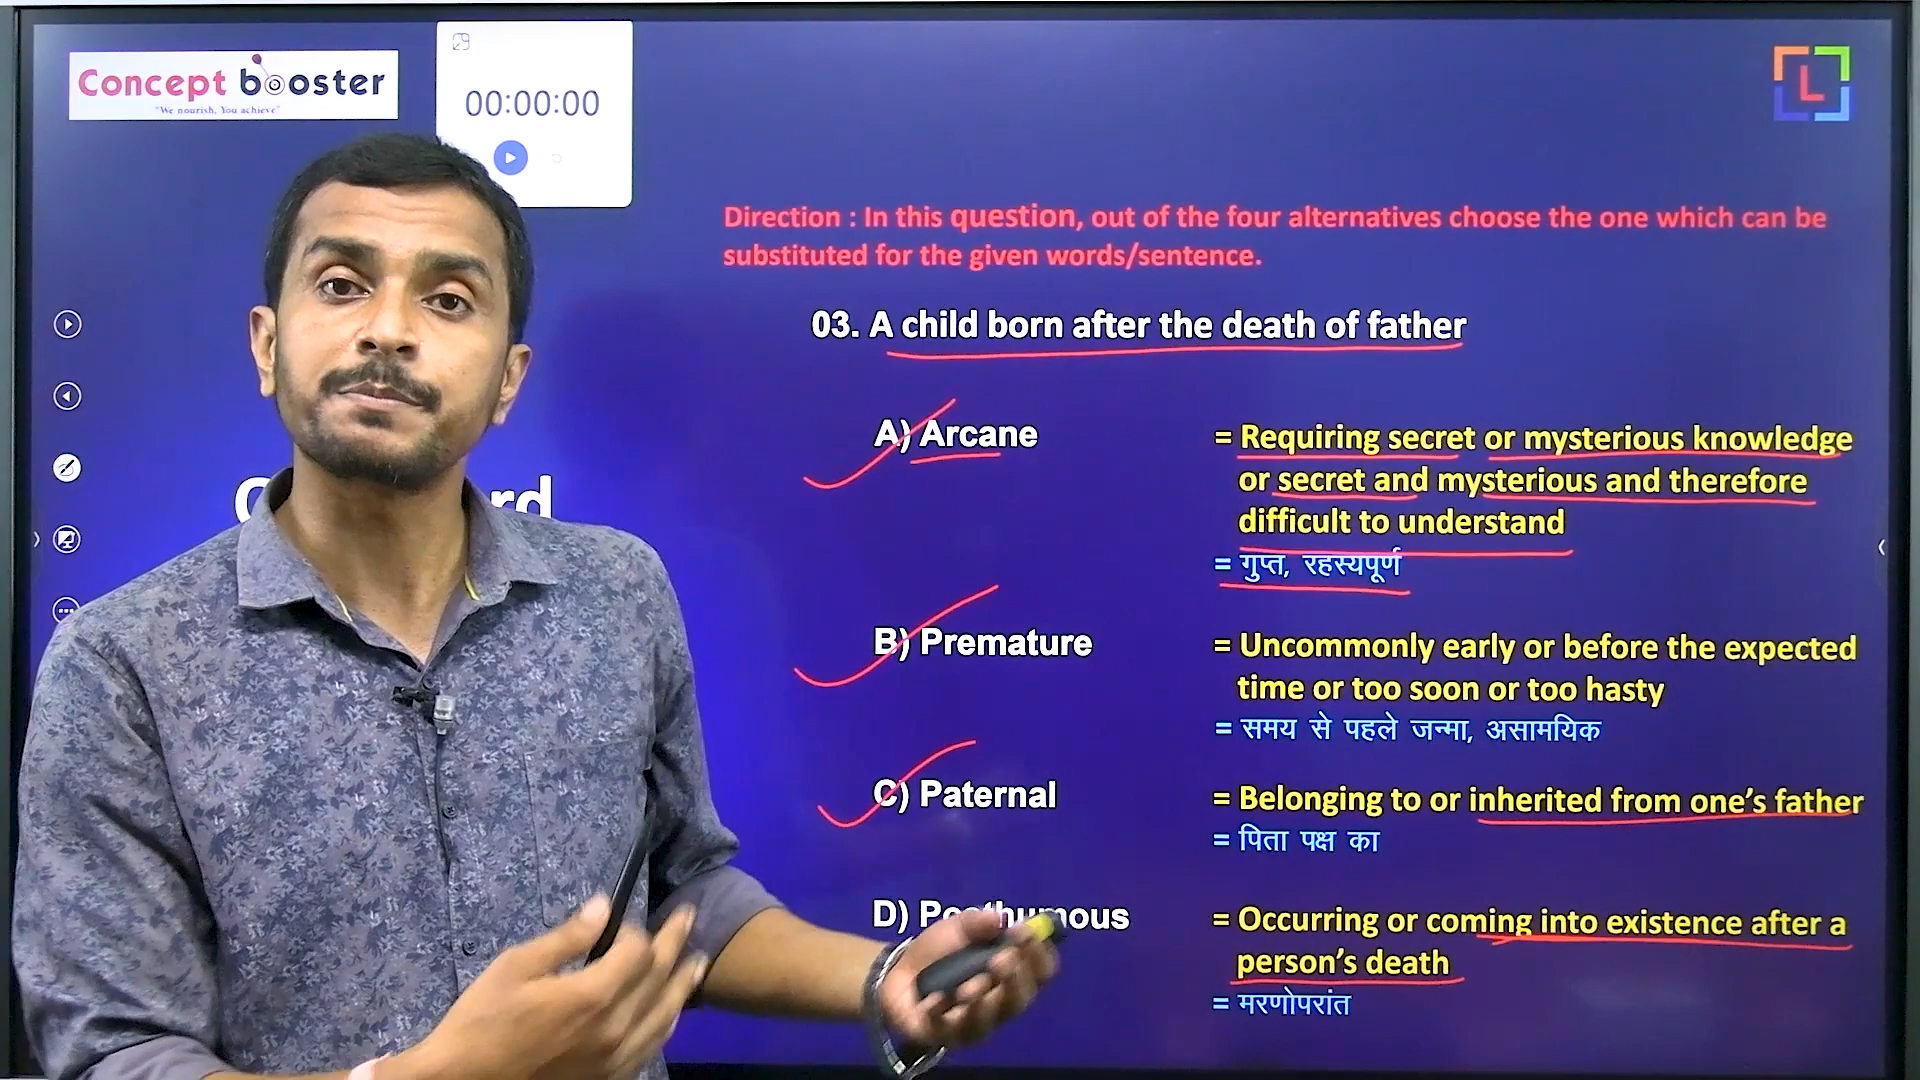 Concept booster
"We nourish, You achieve"
00:00:00
L
Direction : In this question, out of the four alternatives choose the one which can be
substituted for the given words/sentence.
03. A child born after the death of father
A) Arcane
= Requiring secret or mysterious knowledge
or secret and mysterious and therefore
difficult to understand
= गुप्त, रहस्यपूर्ण
B) Premature
= Uncommonly early or before the expected
time or too soon or too hasty
= समय से पहले जन्मा, असामयिक
C) Paternal
= Belonging to or inherited from one's father
= पिता पक्ष का
D) Posthumous
= Occurring or coming into existence after a
person's death
= मरणोपरांत